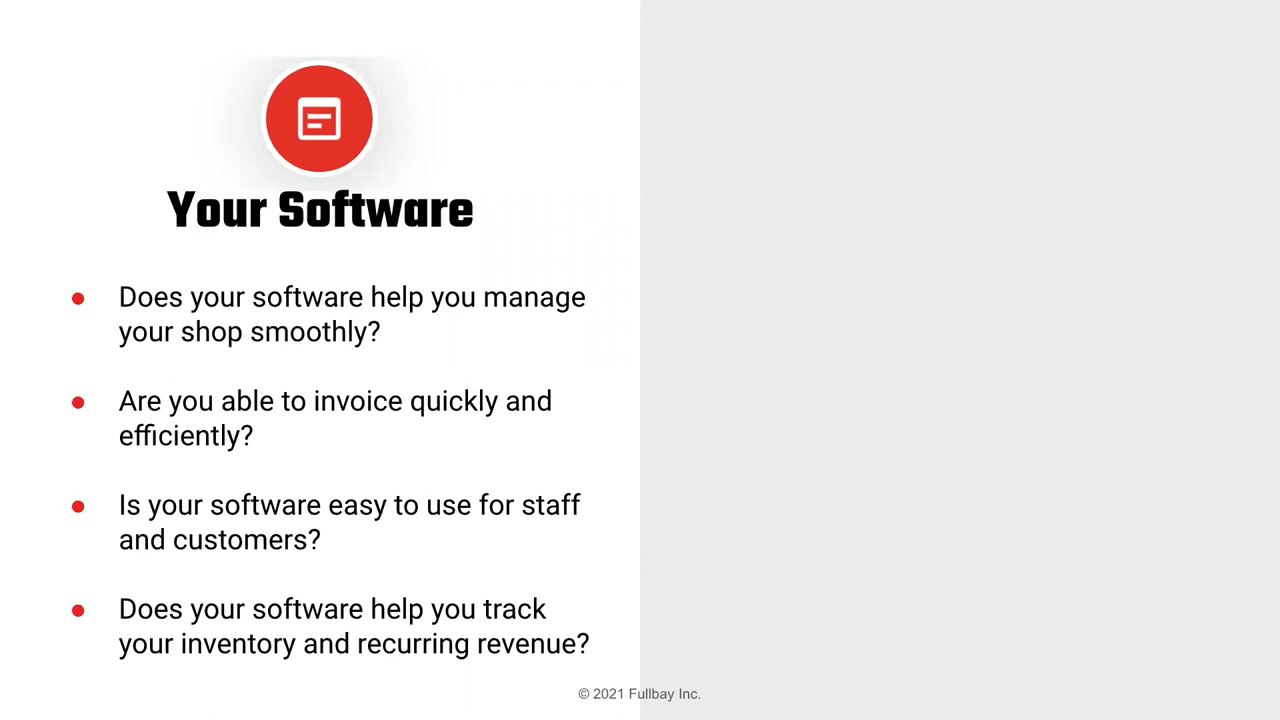 Your Software
● Does your software help you manage
your shop smoothly?
● Are you able to invoice quickly and
efficiently?
● Is your software easy to use for staff
and customers?
● Does your software help you track
your inventory and recurring revenue?
© 2021 Fullbay Inc.